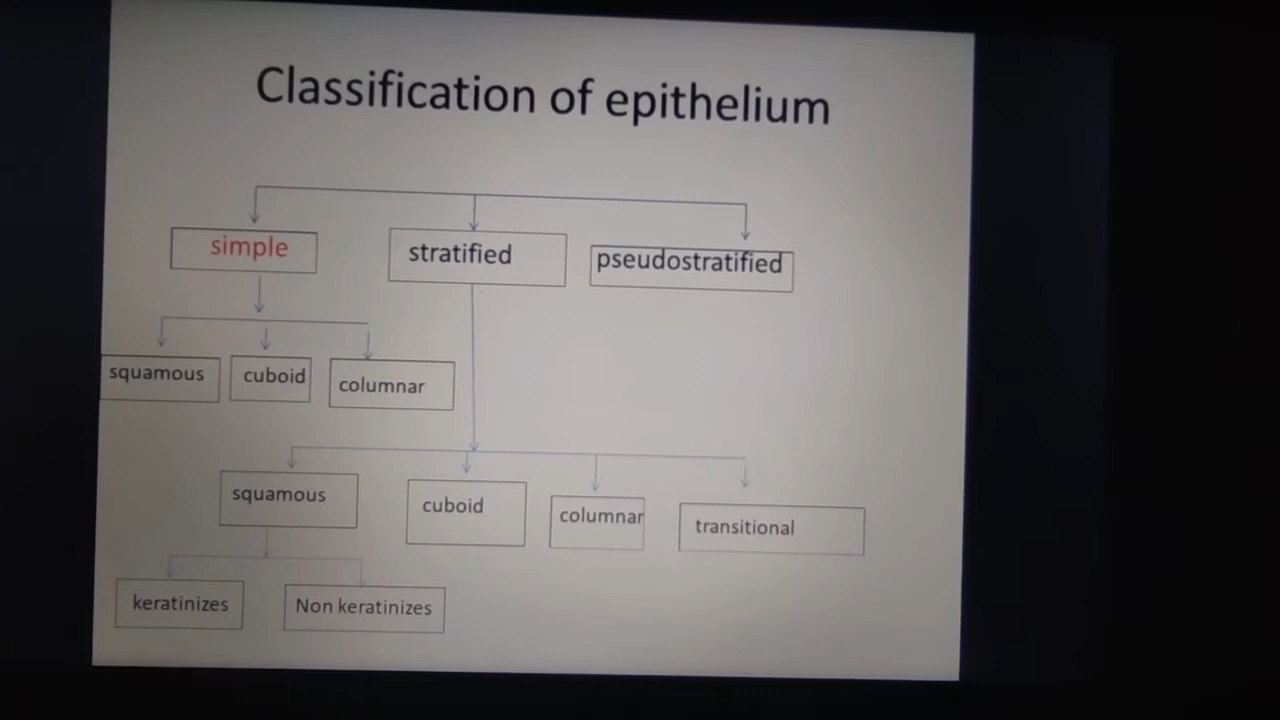 Classification of epithelium
simple
stratified
pseudostratified
squamous
cuboid
columnar
squamous
cuboid
columnar
transitional
keratinizes
Non keratinizes